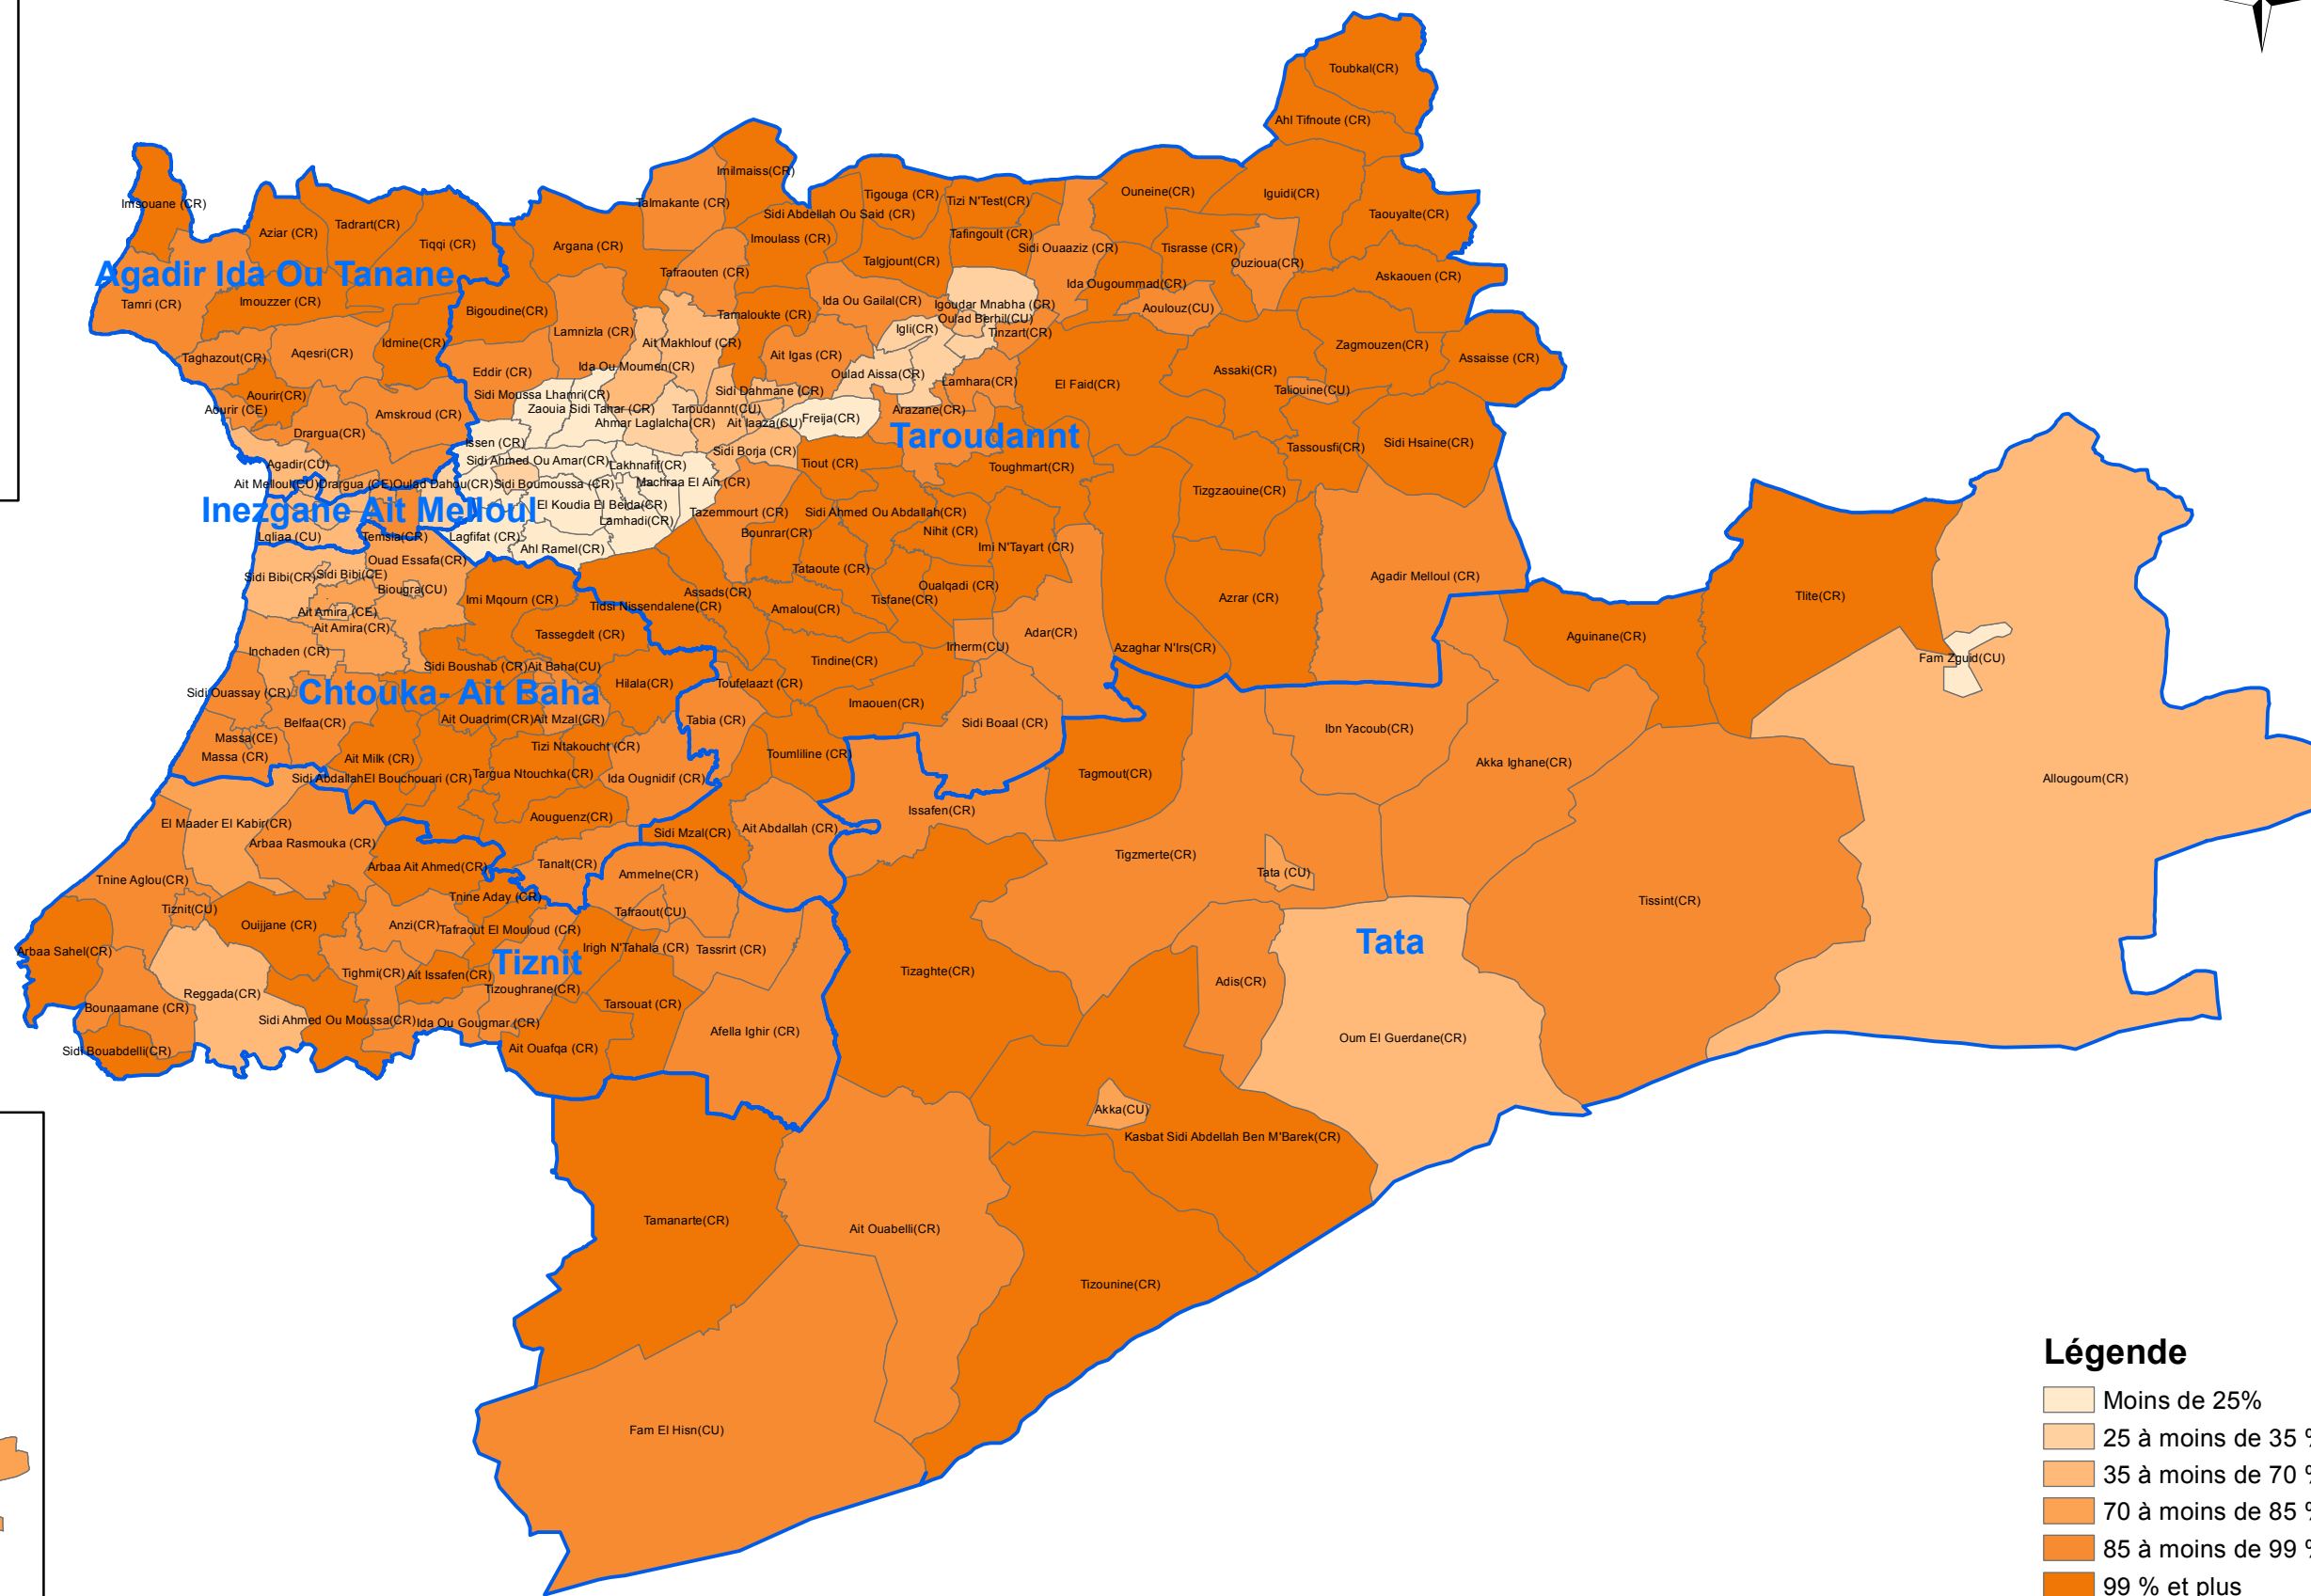 Toubkal(CR)
Ahl Tifnoute (CR)
Imilmaiss(CR)
Talmakante (CR)
Tigouga (CR)
Tizi N'Test(CR)
Ouneine(CR)
Iguidi(CR)
Imsouane (CR)
Sidi Abdellah Ou Said (CR)
Taouyalte(CR)
Aziar (CR)
Tadrart(CR)
Tiqqi (CR)
Argana (CR)
Imoulass (CR)
Tafingoult (CR)
Sidi Ouaaziz (CR)
Tisrasse (CR)
Talgjount(CR)
Ouzioua(CR)
Agadir Ida Ou Tanane
Tafraouten (CR)
Askaouen (CR)
Ida Ougoummad(CR)
Tamri (CR)
Imouzzer (CR)
Bigoudine(CR)
Ida Ou Gailal(CR)
Igoudar Mnabha (CR)
Aoulouz(CU)
Tamaloukte (CR)
Oulad Berhil(CU)
Lamnizla (CR)
Igli(CR)
Tinzart(CR)
Idmine(CR)
Ait Makhlouf (CR)
Zagmouzen(CR)
Taghazout(CR)
Aqesri(CR)
Ait Igas (CR)
Assaisse (CR)
Eddir (CR)
Ida Ou Moumen(CR)
Oulad Aissa(CR)
Lamhara(CR)
El Faid(CR)
Assaki(CR)
Aourir(CR)
Sidi Moussa Lhamri(CR)
Sidi Dahmane (CR)
Taliouine(CU)
Aourir (CE)
Amskroud (CR)
Zaouia Sidi Tahar (CR)
Taroudannt(CU)
Arazane(CR)
Ahmar Laglalcha(CR)
Ait Iaaza(CU)
Freija(CR)
Drargua(CR)
Issen (CR)
Taroudannt
Sidi Hsaine(CR)
Tassousfi(CR)
Sidi Borja (CR)
Agadir(CU)
Sidi Ahmed Ou Amar(CR)
Lakhnafif(CR)
Tiout (CR)
Toughmart(CR)
Ait Melloul(CU)
Drargua (CE)
Oulad Dahou(CR)
Sidi Boumoussa (CR)
Machraa El Ain (CR)
Tizgzaouine(CR)
Inezgane Ait Melloul
El Koudia El Beida(CR)
Lamhadi(CR)
Tazemmourt (CR)
Sidi Ahmed Ou Abdallah(CR)
Lqliaa (CU)
Temsia(CR)
Lagfifat (CR)
Bounrar(CR)
Nihit (CR)
Ahl Ramel(CR)
Imi N'Tayart (CR)
Ouad Essafa(CR)
Tataoute (CR)
Sidi Bibi(CR)
Sidi Bibi(CE)
Agadir Melloul (CR)
Biougra(CU)
Assads(CR)
Oualqadi (CR)
Imi Mqourn (CR)
Tidsi Nissendalene(CR)
Amalou(CR)
Tisfane(CR)
Azrar (CR)
Tlite(CR)
Ait Amira (CE)
Ait Amira(CR)
Tassegdelt (CR)
Adar(CR)
Aguinane(CR)
Inchaden (CR)
Irherm(CU)
Azaghar N'Irs(CR)
Sidi Boushab (CR)
Ait Baha(CU)
Tindine(CR)
Fam Zguid(CU)
Sidi Ouassay (CR)
Chtouka- Ait Baha
Hilala(CR)
Toufelaazt (CR)
Imaouen(CR)
Belfaa(CR)
Ait Ouadrim(CR)
Ait Mzal(CR)
Tabia (CR)
Sidi Boaal (CR)
Ibn Yacoub(CR)
Massa(CE)
Massa (CR)
Ait Milk (CR)
Tizi Ntakoucht (CR)
Toumliline (CR)
Akka Ighane(CR)
Sidi AbdallahEl Bouchouari (CR)
Targua Ntouchka(CR)
Ida Ougnidif (CR)
Tagmout(CR)
Allougoum(CR)
Issafen(CR)
El Maader El Kabir(CR)
Aouguenz(CR)
Arbaa Rasmouka (CR)
Sidi Mzal(CR)
Ait Abdallah (CR)
Arbaa Ait Ahmed(CR)
Tanalt(CR)
Tigzmerte(CR)
Tnine Aglou(CR)
Ammelne(CR)
Tata (CU)
Tnine Aday (CR)
Tiznit(CU)
Tafraout(CU)
Tissint(CR)
Ouijjane (CR)
Anzi(CR)
Tafraout El Mouloud (CR)
Arbaa Sahel(CR)
Irigh N'Tahala (CR)
Tassrirt (CR)
Tata
Tiznit
Tighmi(CR)
Ait Issafen(CR)
Tizaghte(CR)
Adis(CR)
Reggada(CR)
Tizoughrane(CR)
Bounaamane (CR)
Tarsouat (CR)
Sidi Ahmed Ou Moussa(CR)
Ida Ou Gougmar (CR)
Afella Ighir (CR)
Oum El Guerdane(CR)
Sidi Bouabdelli(CR)
Ait Ouafqa (CR)
Akka(CU)
Kasbat Sidi Abdellah Ben M'Barek(CR)
Tamanarte(CR)
Ait Ouabelli(CR)
Tizounine(CR)
Fam El Hisn(CU)
Légende
Moins de 25%
25 à moins de 35 %
35 à moins de 70 %
70 à moins de 85 %
85 à moins de 99 %
99 % et plus